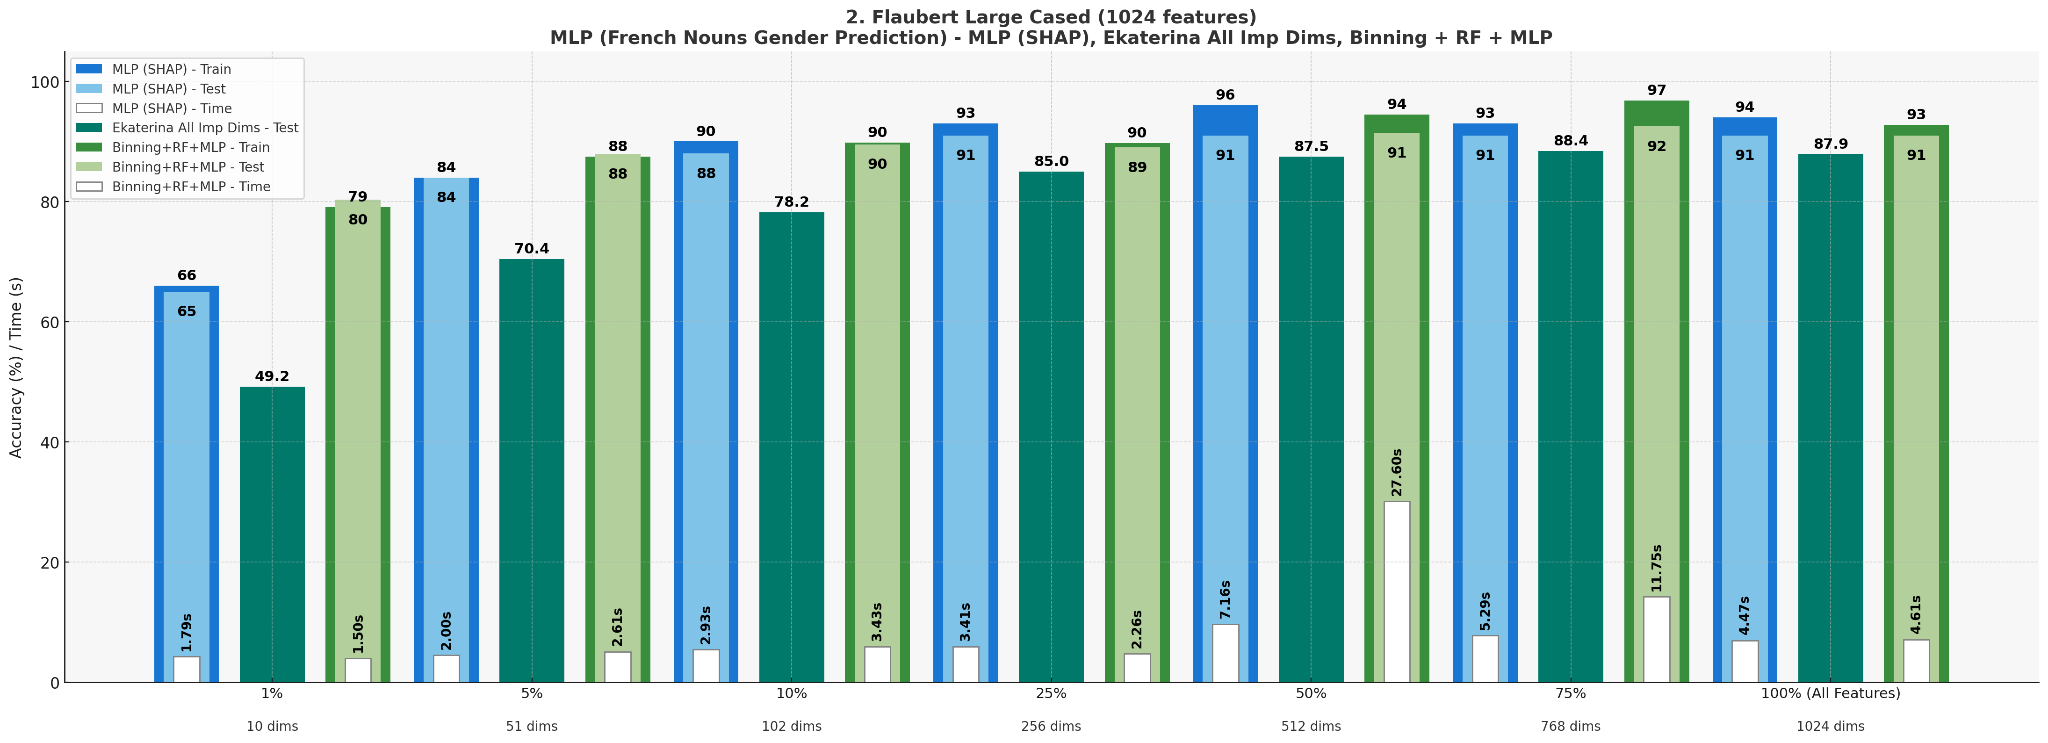 2. Flaubert Large Cased (1024 features)
MLP (French Nouns Gender Prediction) - MLP (SHAP), Ekaterina All Imp Dims, Binning + RF + MLP
Accuracy (%) / Time (s)
100
80
60
40
20
0
MLP (SHAP) - Train
MLP (SHAP) - Test
MLP (SHAP) - Time
Ekaterina All Imp Dims - Test
Binning+RF+MLP - Train
Binning+RF+MLP - Test
Binning+RF+MLP - Time
66
65
1.79s
49.2
79
80
1.50s
84
84
2.00s
70.4
88
88
2.61s
90
88
2.93s
78.2
90
90
3.43s
93
91
3.41s
85.0
90
89
2.26s
96
91
7.16s
87.5
94
91
27.60s
93
91
5.29s
88.4
97
92
11.75s
94
91
4.47s
87.9
93
91
4.61s
1% 5% 10% 25% 50% 75% 100% (All Features)
10 dims 51 dims 102 dims 256 dims 512 dims 768 dims 1024 dims